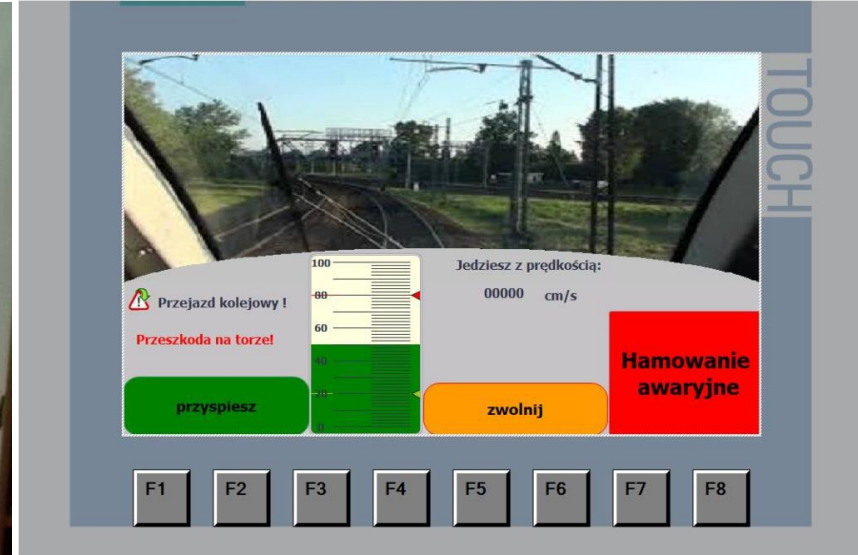 TOUCH
Jedziesz z prędkością:
00000 cm/s
Przejazd kolejowy !
Przeszkoda na torze!
100
80
60
40
20
0
przyspiesz
zwolnij
Hamowanie
awaryjne
F1 F2 F3 F4 F5 F6 F7 F8